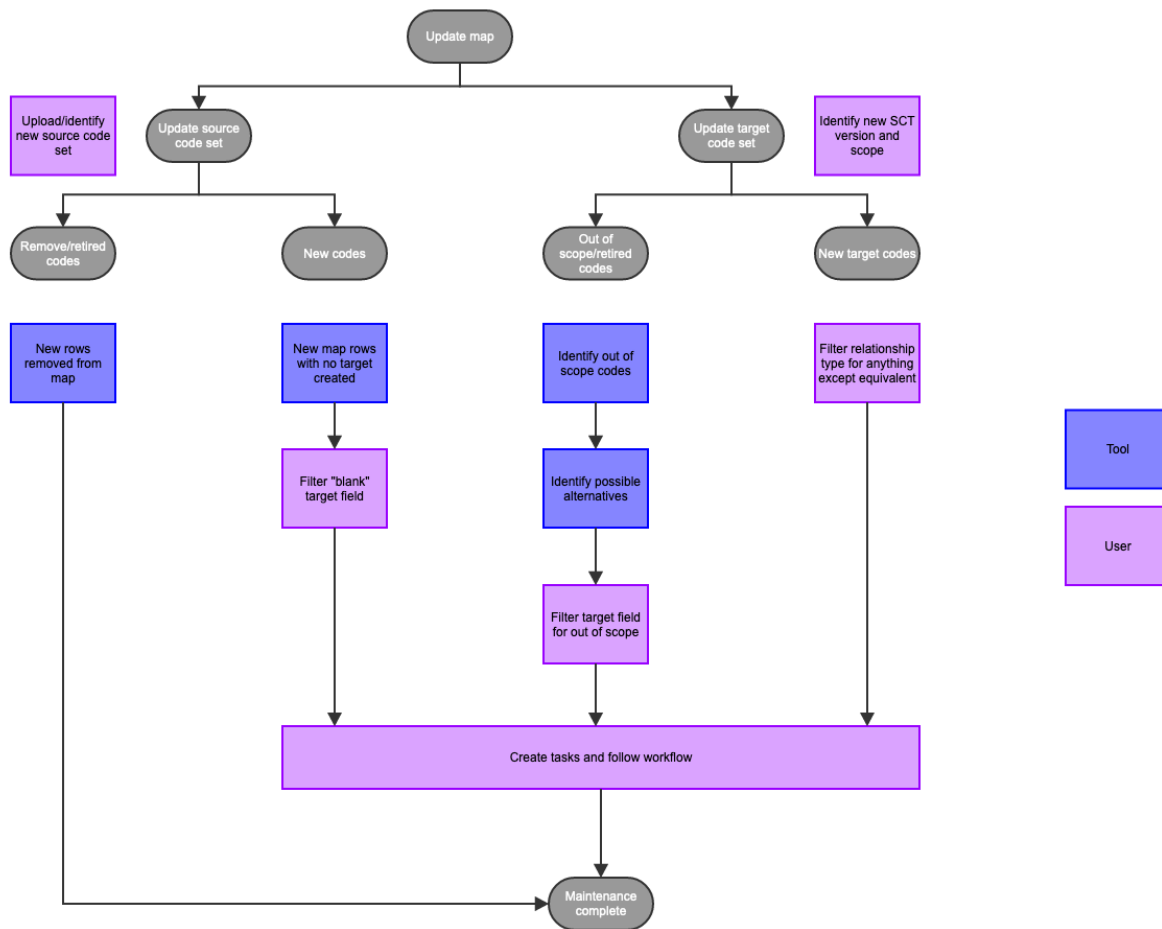 Update map
Upload/identify
new source code
set
Update source
code set
Update target
code set
Identify new SCT
version and
scope
Remove/retired
codes
New codes
Out of
scope/retired
codes
New target codes
New rows
removed from
map
New map rows
with no target
created
Identify out of
scope codes
Filter relationship
type for anything
except equivalent
Tool
Filter "blank"
target field
Identify possible
alternatives
User
Filter target field
for out of scope
Create tasks and follow workflow
Maintenance
complete